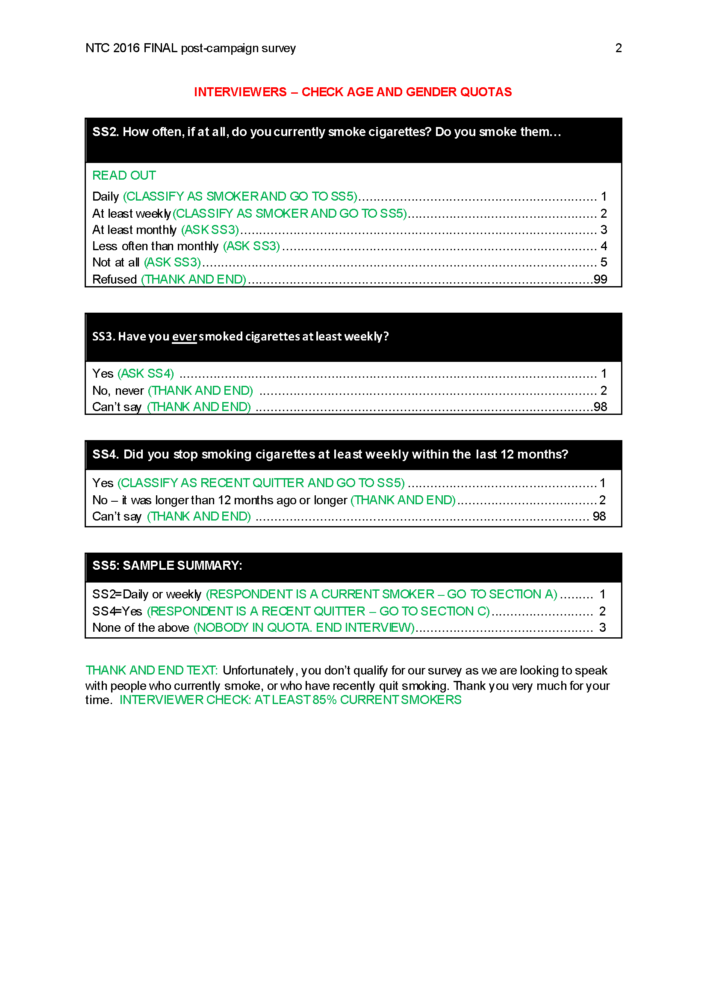 NTC 2016 FINAL post-campaign survey 2
INTERVIEWERS – CHECK AGE AND GENDER QUOTAS
SS2. How often, if at all, do you currently smoke cigarettes? Do you smoke them…
READ OUT
Daily (CLASSIFY AS SMOKER AND GO TO SS5)................................................................ 1
At least weekly (CLASSIFY AS SMOKER AND GO TO SS5).................................................. 2
At least monthly (ASK SS3)............................................................................................... 3
Less often than monthly (ASK SS3).................................................................................... 4
Not at all (ASK SS3).......................................................................................................... 5
Refused (THANK AND END)............................................................................................99
SS3. Have you ever smoked cigarettes at least weekly?
Yes (ASK SS4) ................................................................................................................ 1
No, never (THANK AND END) .......................................................................................... 2
Can’t say (THANK AND END) ..........................................................................................98
SS4. Did you stop smoking cigarettes at least weekly within the last 12 months?
Yes (CLASSIFY AS RECENT QUITTER AND GO TO SS5) .................................................. 1
No – it was longer than 12 months ago or longer (THANK AND END)..................................... 2
Can’t say (THANK AND END) ......................................................................................... 98
SS5: SAMPLE SUMMARY:
SS2=Daily or weekly (RESPONDENT IS A CURRENT SMOKER – GO TO SECTION A) ......... 1
SS4=Yes (RESPONDENT IS A RECENT QUITTER – GO TO SECTION C)........................... 2
None of the above (NOBODY IN QUOTA. END INTERVIEW)............................................... 3
THANK AND END TEXT: Unfortunately, you don’t qualify for our survey as we are looking to speak
with people who currently smoke, or who have recently quit smoking. Thank you very much for your
time. INTERVIEWER CHECK: AT LEAST 85% CURRENT SMOKERS